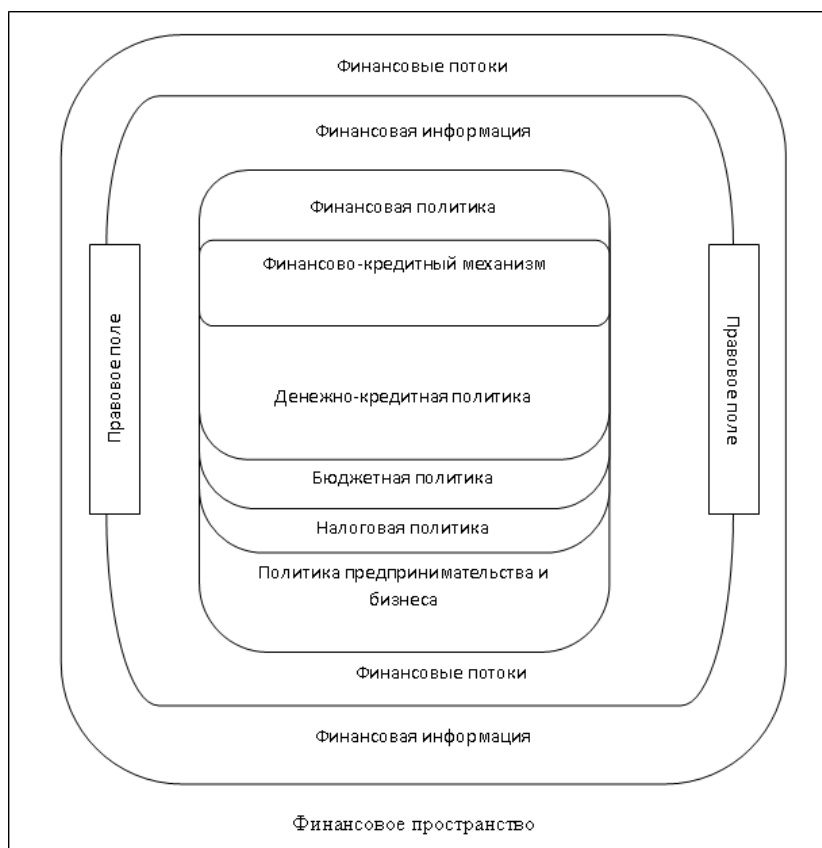 Финансовые потоки
Финансовая информация
Финансовая политика
Финансово-кредитный механизм
Правовое поле
Правовое поле
Денежно-кредитная политика
Бюджетная политика
Налоговая политика
Политика предпринимательства и
бизнеса
Финансовые потоки
Финансовая информация
Финансовое пространство